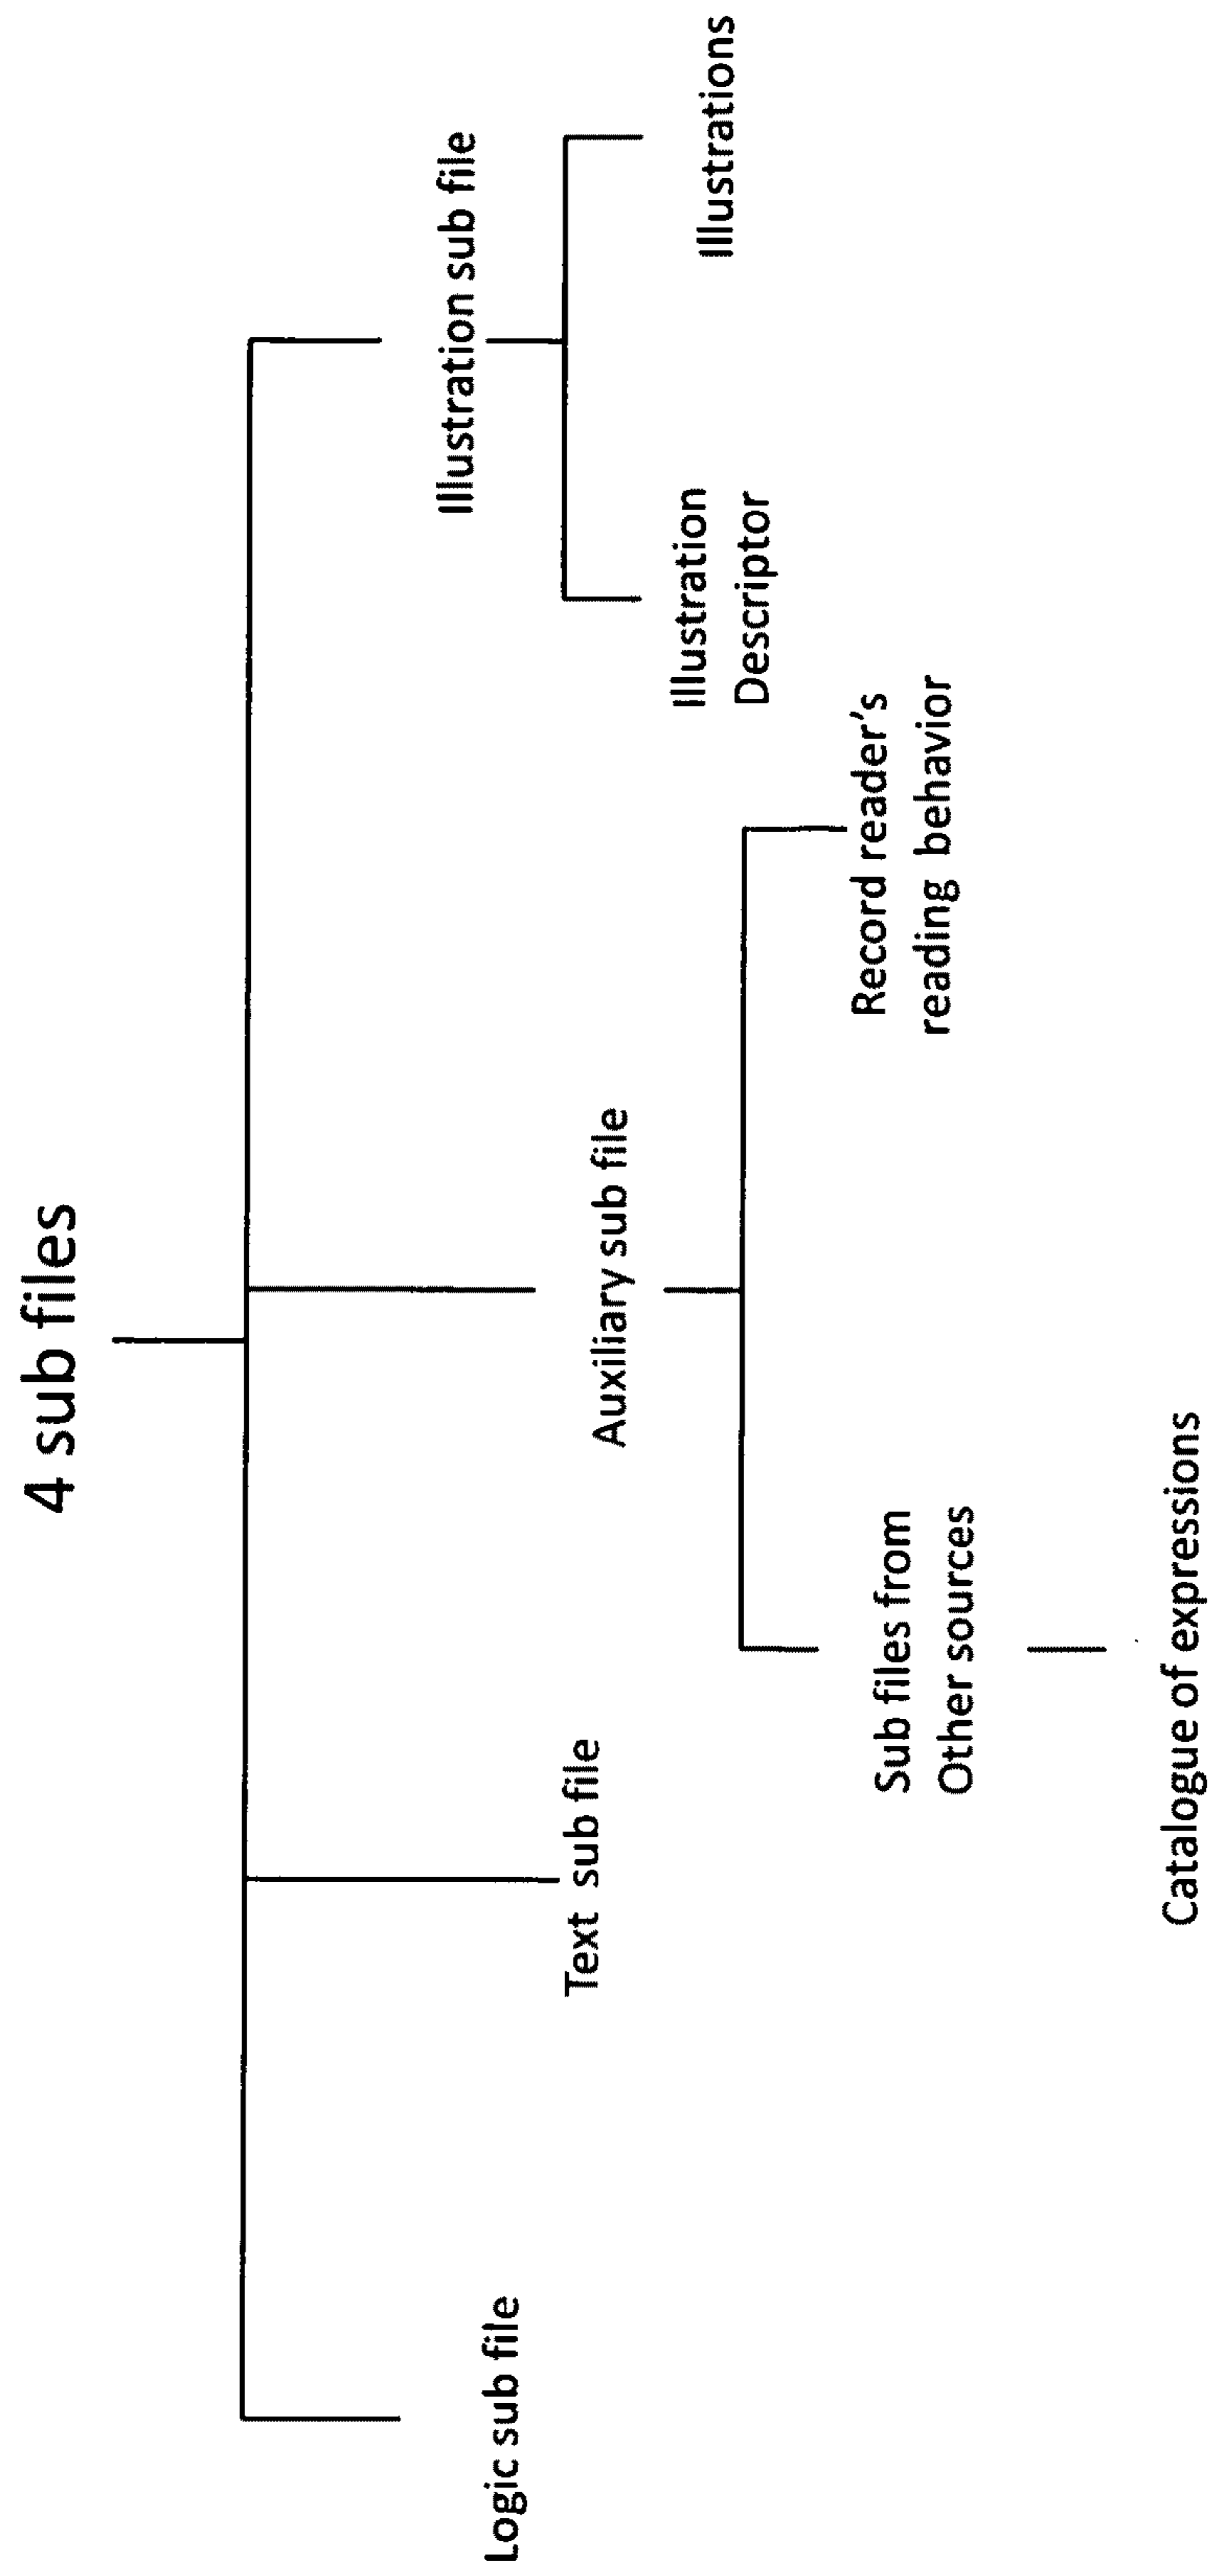 4 sub files
Logic sub file
Text sub file
Auxiliary sub file
Illustration sub file
Sub files from
Other sources
Record reader's
reading behavior
Illustration
Descriptor
Illustrations
Catalogue of expressions